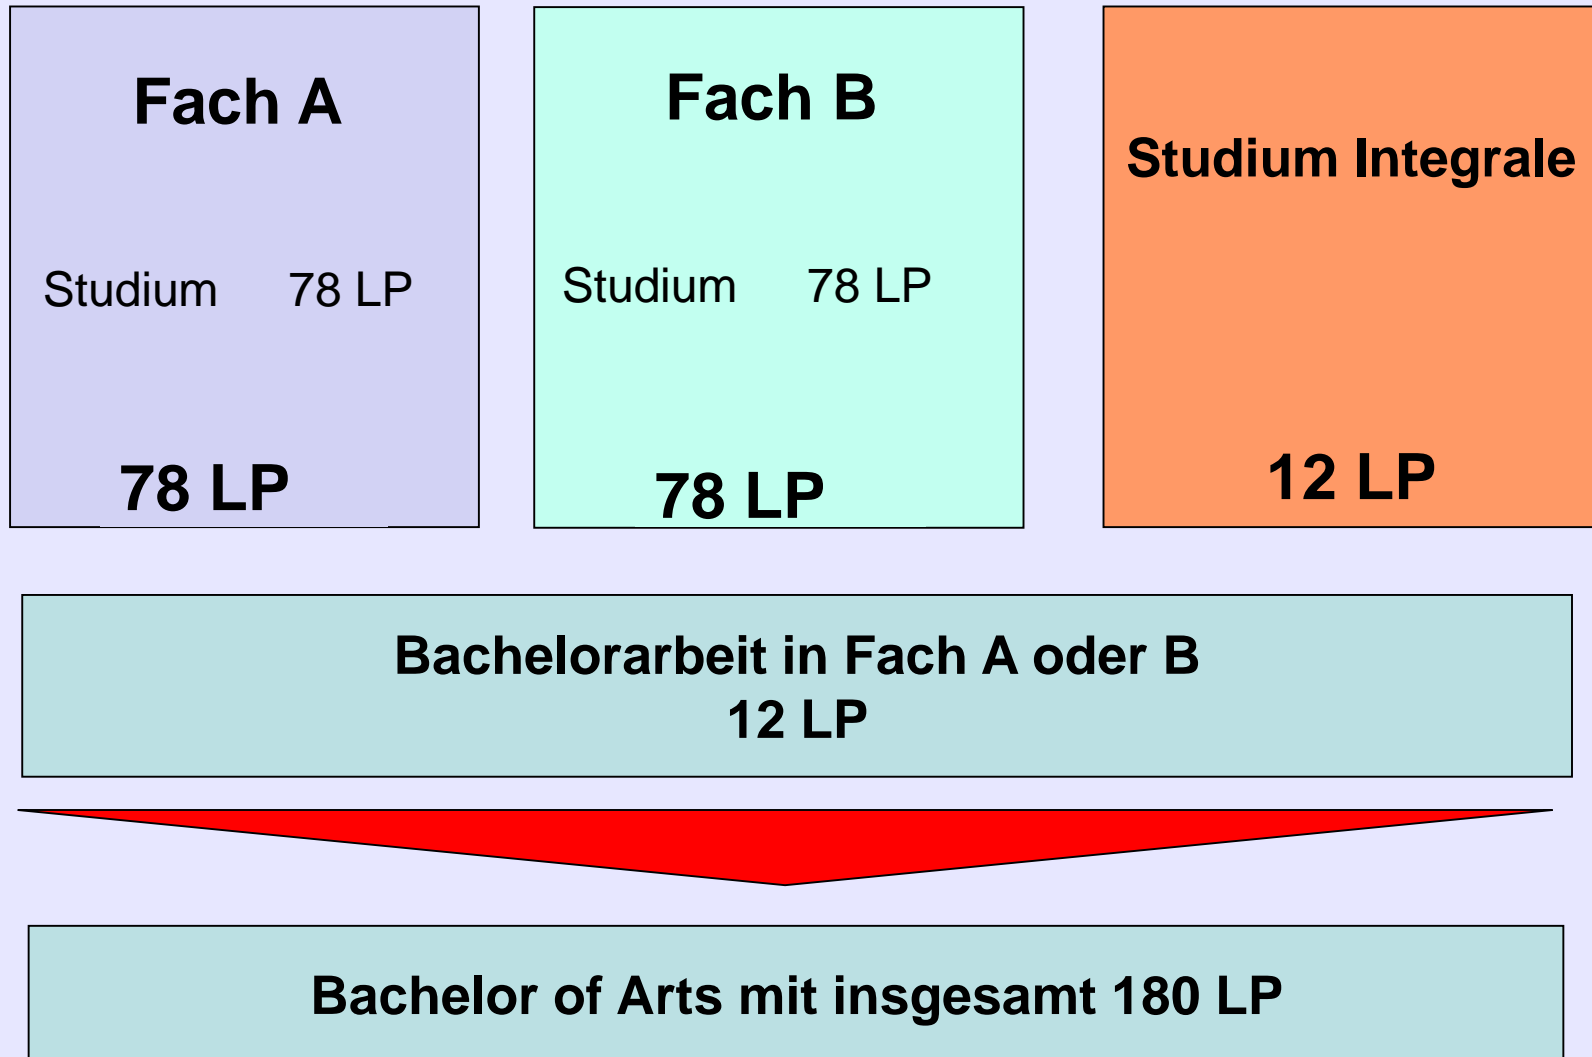 Fach A
Studium 78 LP
78 LP
Fach B
Studium 78 LP
78 LP
Studium Integrale
12 LP
Bachelorarbeit in Fach A oder B
12 LP
Bachelor of Arts mit insgesamt 180 LP